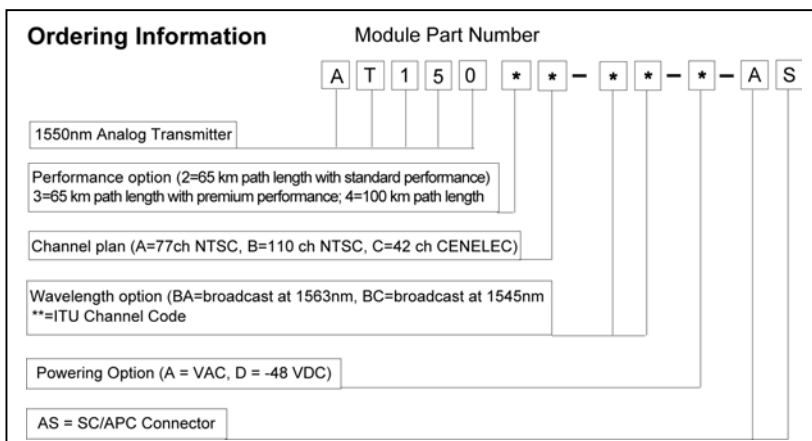 Ordering Information
Module Part Number
A T 1 5 0 * * - * * - * - A S
1550nm Analog Transmitter
Performance option (2=65 km path length with standard performance)
3=65 km path length with premium performance; 4=100 km path length
Channel plan (A=77ch NTSC, B=110 ch NTSC, C=42 ch CENELEC)
Wavelength option (BA=broadcast at 1563nm, BC=broadcast at 1545nm
**=ITU Channel Code
Powering Option (A = VAC, D = -48 VDC)
AS = SC/APC Connector